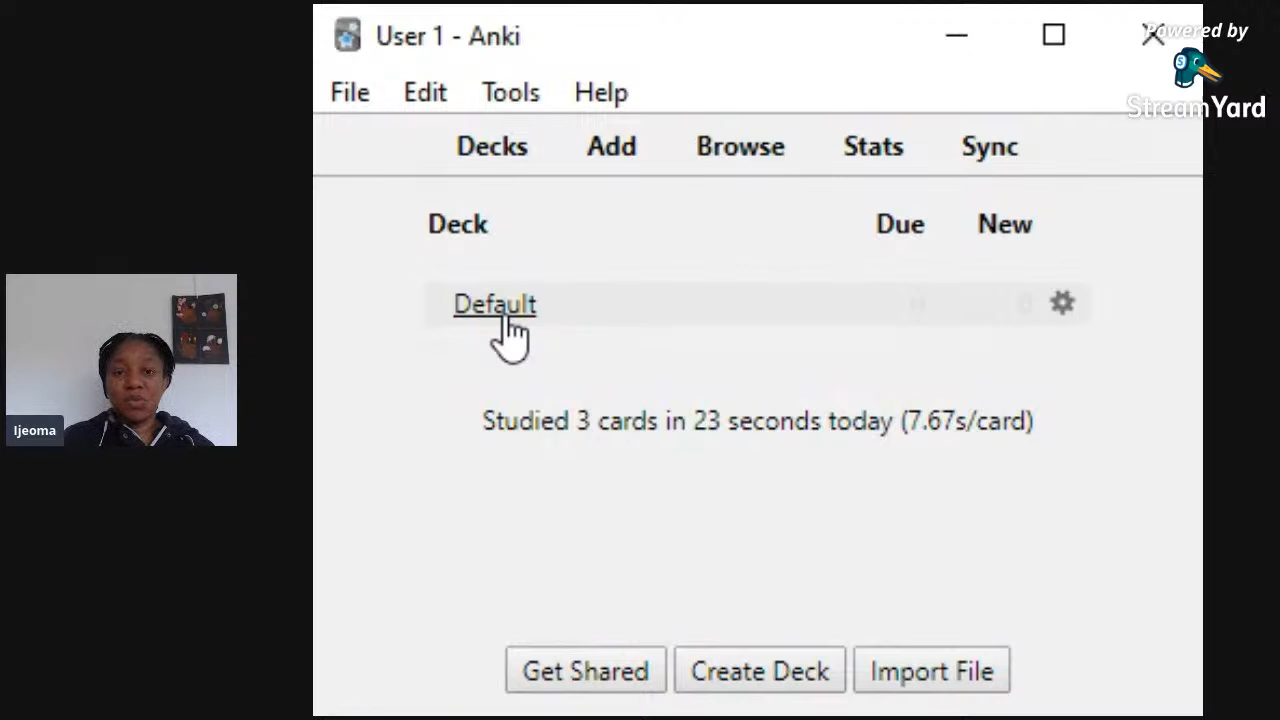 User 1 - Anki
Powered by
StreamYard
File Edit Tools Help
Decks Add Browse Stats Sync
Deck Due New
Default
Studied 3 cards in 23 seconds today (7.67s/card)
Ijeoma
Get Shared Create Deck Import File